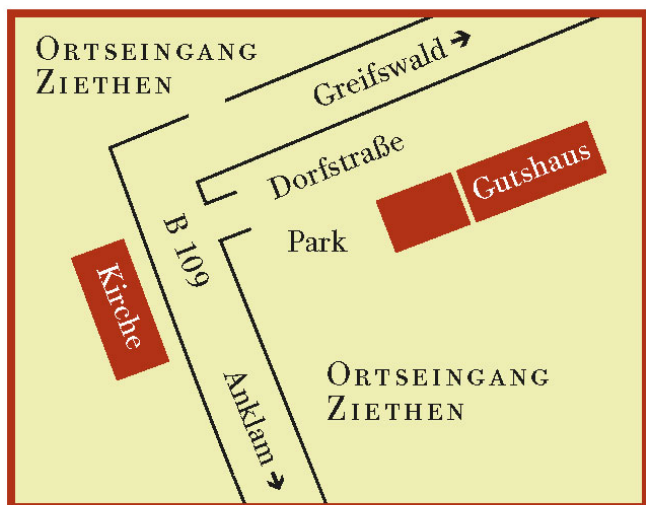 ORTSEINGANG
ZIETHEN
Greifswald →
Dorfstraße
Gutshaus
Park
B 109
Kirche
ORTSEINGANG
ZIETHEN
Anklam →